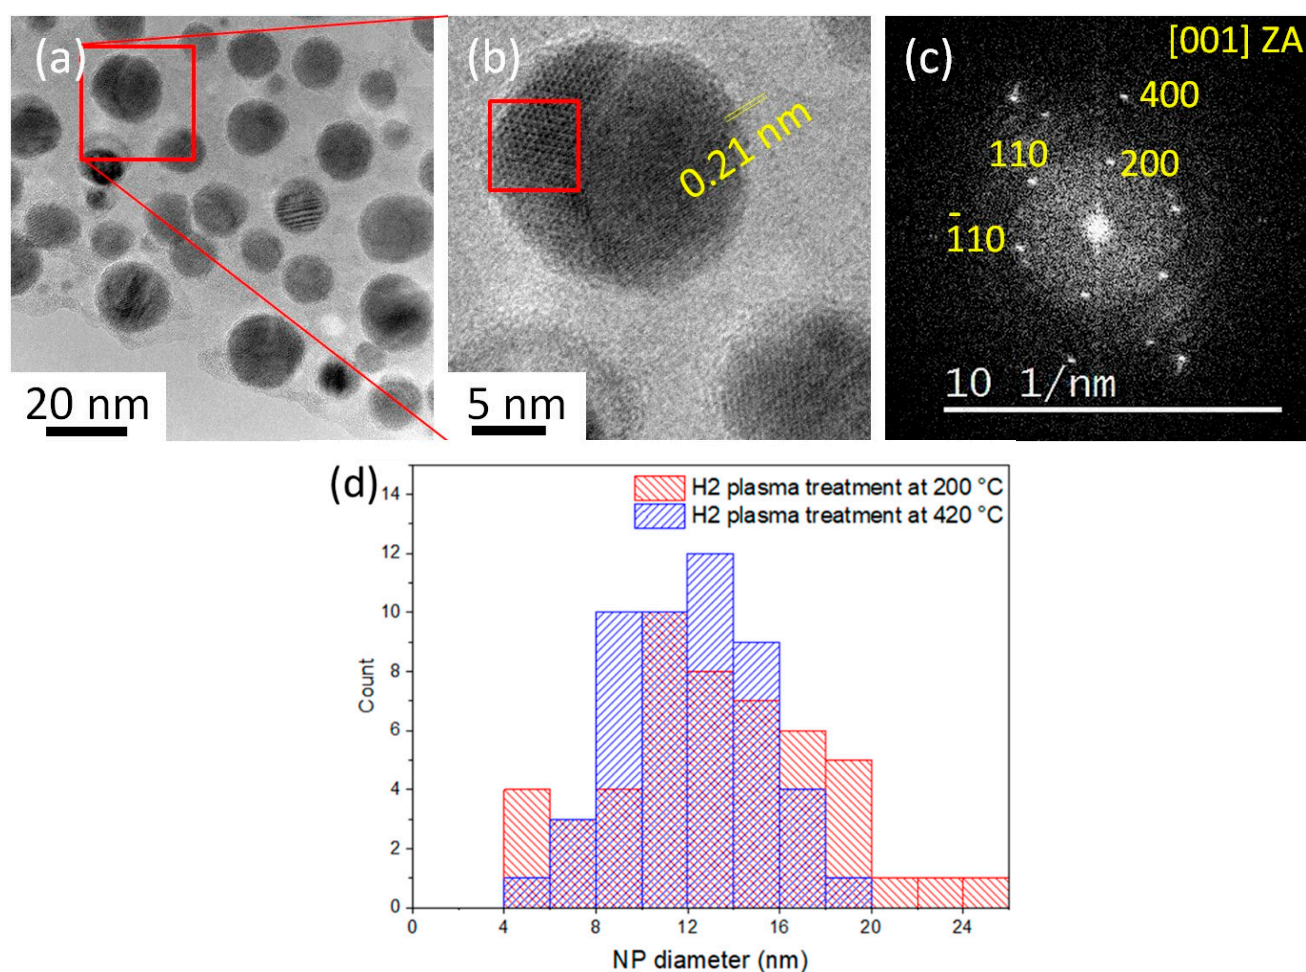 (a)
20 nm
(b)
0.21 nm
5 nm
(c)
[001] ZA
400
110
200
1̄10
10 1/nm
(d)
H2 plasma treatment at 200 °C
H2 plasma treatment at 420 °C
14
12
10
8
6
4
2
0
Count
0 4 8 12 16 20 24
NP diameter (nm)